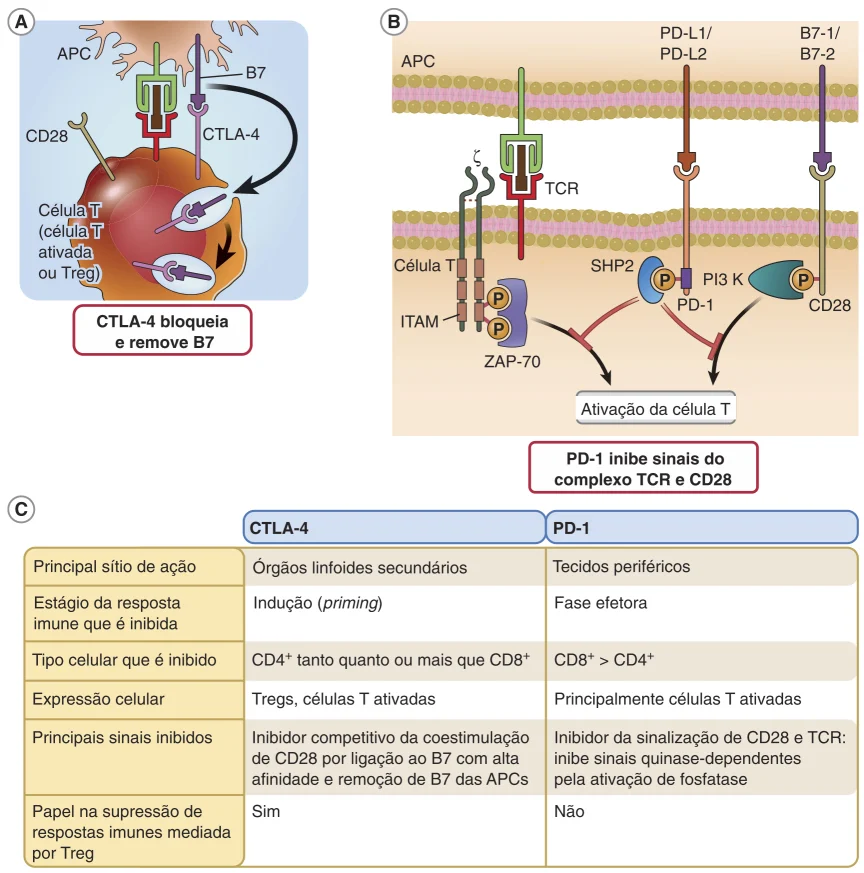 A
APC
B7
CD28
CTLA-4
Célula T
(célula T
ativada
ou Treg)
CTLA-4 bloqueia
e remove B7
B
APC
PD-L1/
PD-L2
B7-1/
B7-2
ζ
TCR
Célula T
SHP2
P
PI3 K
P
PD-1
CD28
ITAM
P
P
ZAP-70
Ativação da célula T
PD-1 inibe sinais do
complexo TCR e CD28
C
CTLA-4 PD-1
Principal sítio de ação Órgãos linfoides secundários Tecidos periféricos
Estágio da resposta Indução (priming) Fase efetora
imune que é inibida
Tipo celular que é inibido CD4+ tanto quanto ou mais que CD8+ CD8+ > CD4+
Expressão celular Tregs, células T ativadas Principalmente células T ativadas
Principais sinais inibidos Inibidor competitivo da coestimulação Inibidor da sinalização de CD28 e TCR:
de CD28 por ligação ao B7 com alta inibe sinais quinase-dependentes
afinidade e remoção de B7 das APCs pela ativação de fosfatase
Papel na supressão de Sim Não
respostas imunes mediada
por Treg